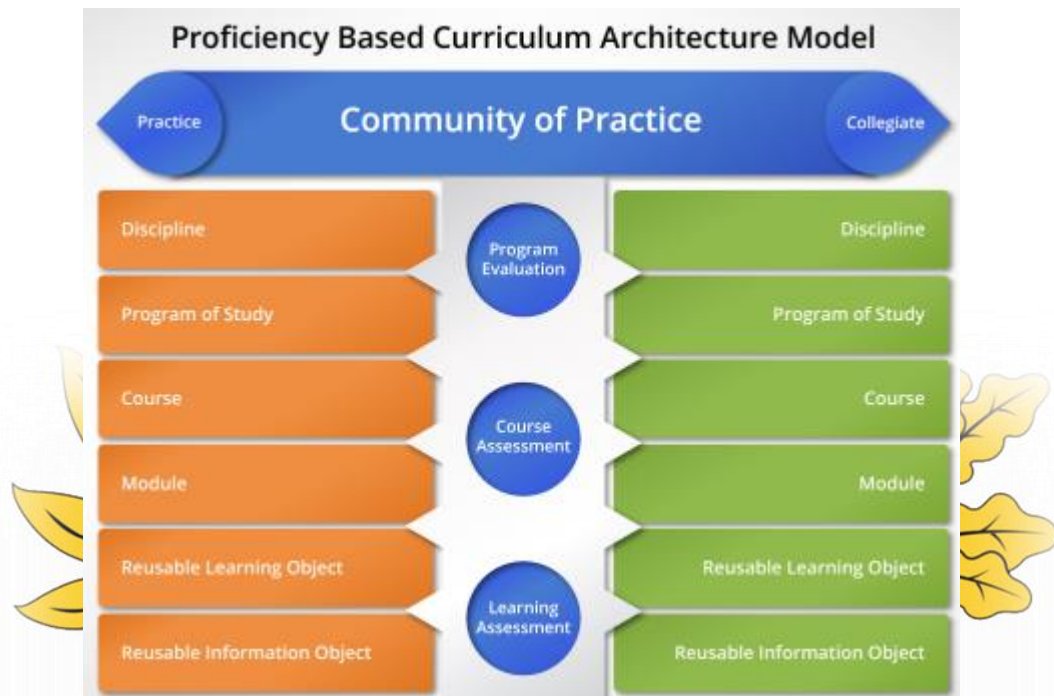 Proficiency Based Curriculum Architecture Model
Practice
Community of Practice
Collegiate
Discipline
Program
Evaluation
Discipline
Program of Study
Program of Study
Course
Course
Assessment
Course
Module
Module
Reusable Learning Object
Learning
Assessment
Reusable Learning Object
Reusable Information Object
Reusable Information Object